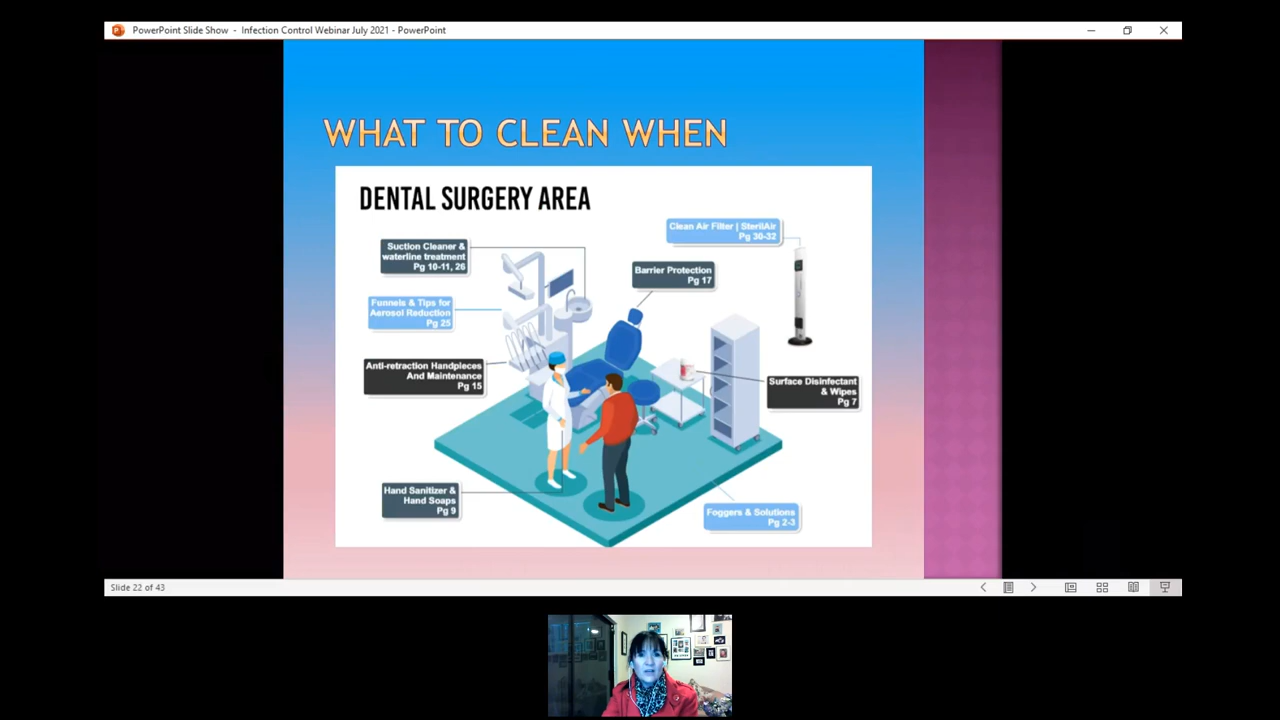 PowerPoint Slide Show - Infection Control Webinar July 2021 - PowerPoint
WHAT TO CLEAN WHEN
DENTAL SURGERY AREA
Clean Air Filter | SterilAir
Pg 30-32
Suction Cleaner &
waterline treatment
Pg 10-11, 26
Barrier Protection
Pg 17
Funnels & Tips for
Aerosol Reduction
Pg 25
Anti-retraction Handpieces
And Maintenance
Pg 15
Surface Disinfectant
& Wipes
Pg 7
Hand Sanitizer &
Hand Soaps
Pg 9
Foggers & Solutions
Pg 2-3
Slide 22 of 43